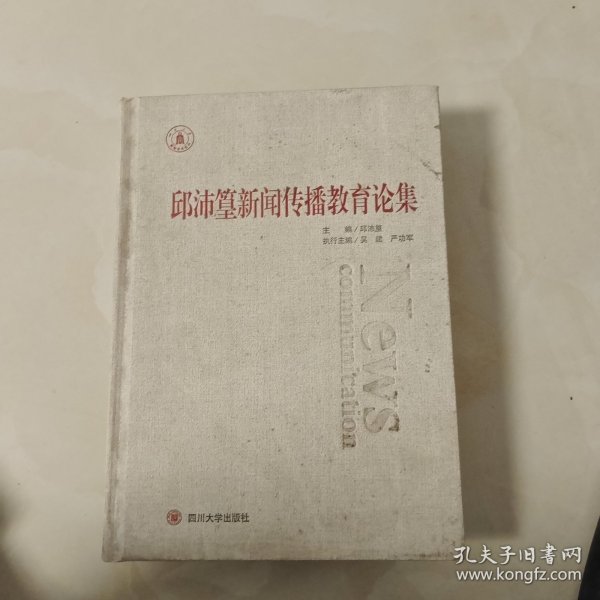 邱沛篁新闻传播教育论集
主 编/邱沛篁
执行主编/吴 建 严功军
News
communication
四川大学出版社
孔夫子旧书网
www.kongfz.com